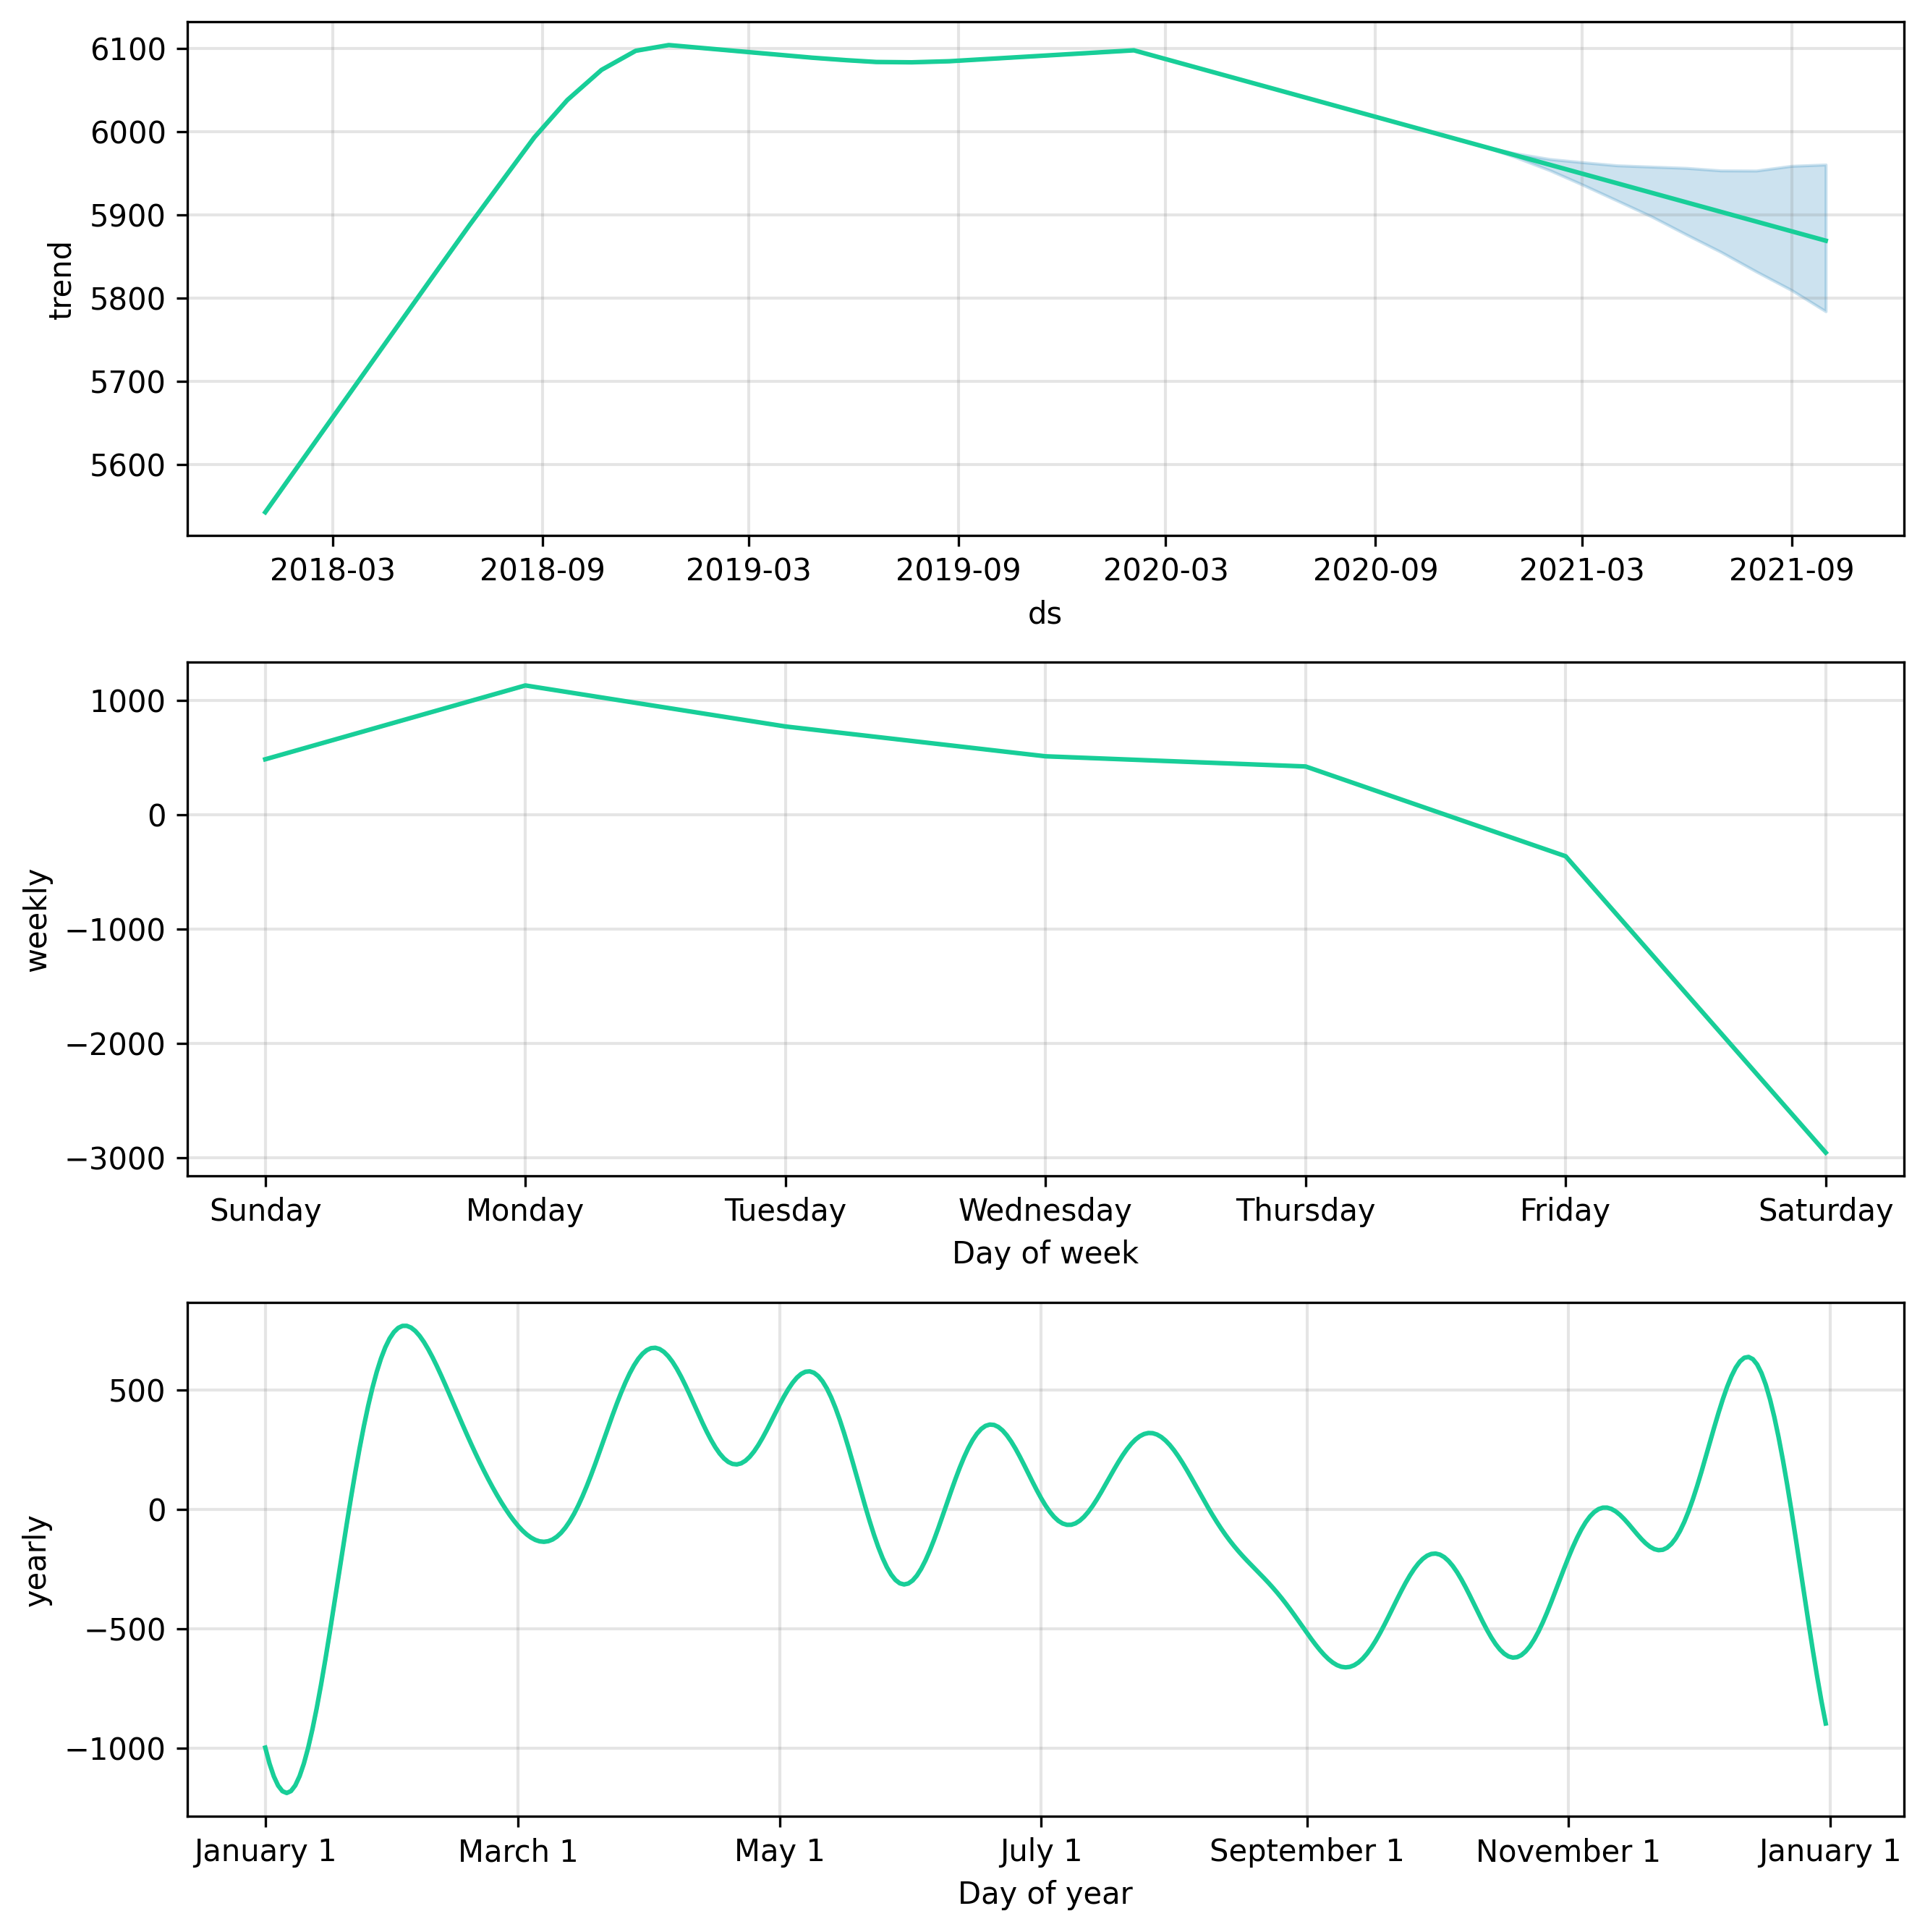 6100
6000
5900
5800
5700
5600
trend
2018-03 2018-09 2019-03 2019-09 2020-03 2020-09 2021-03 2021-09
ds
1000
0
−1000
−2000
−3000
weekly
Sunday Monday Tuesday Wednesday Thursday Friday Saturday
Day of week
500
0
−500
−1000
yearly
January 1 March 1 May 1 July 1 September 1 November 1 January 1
Day of year